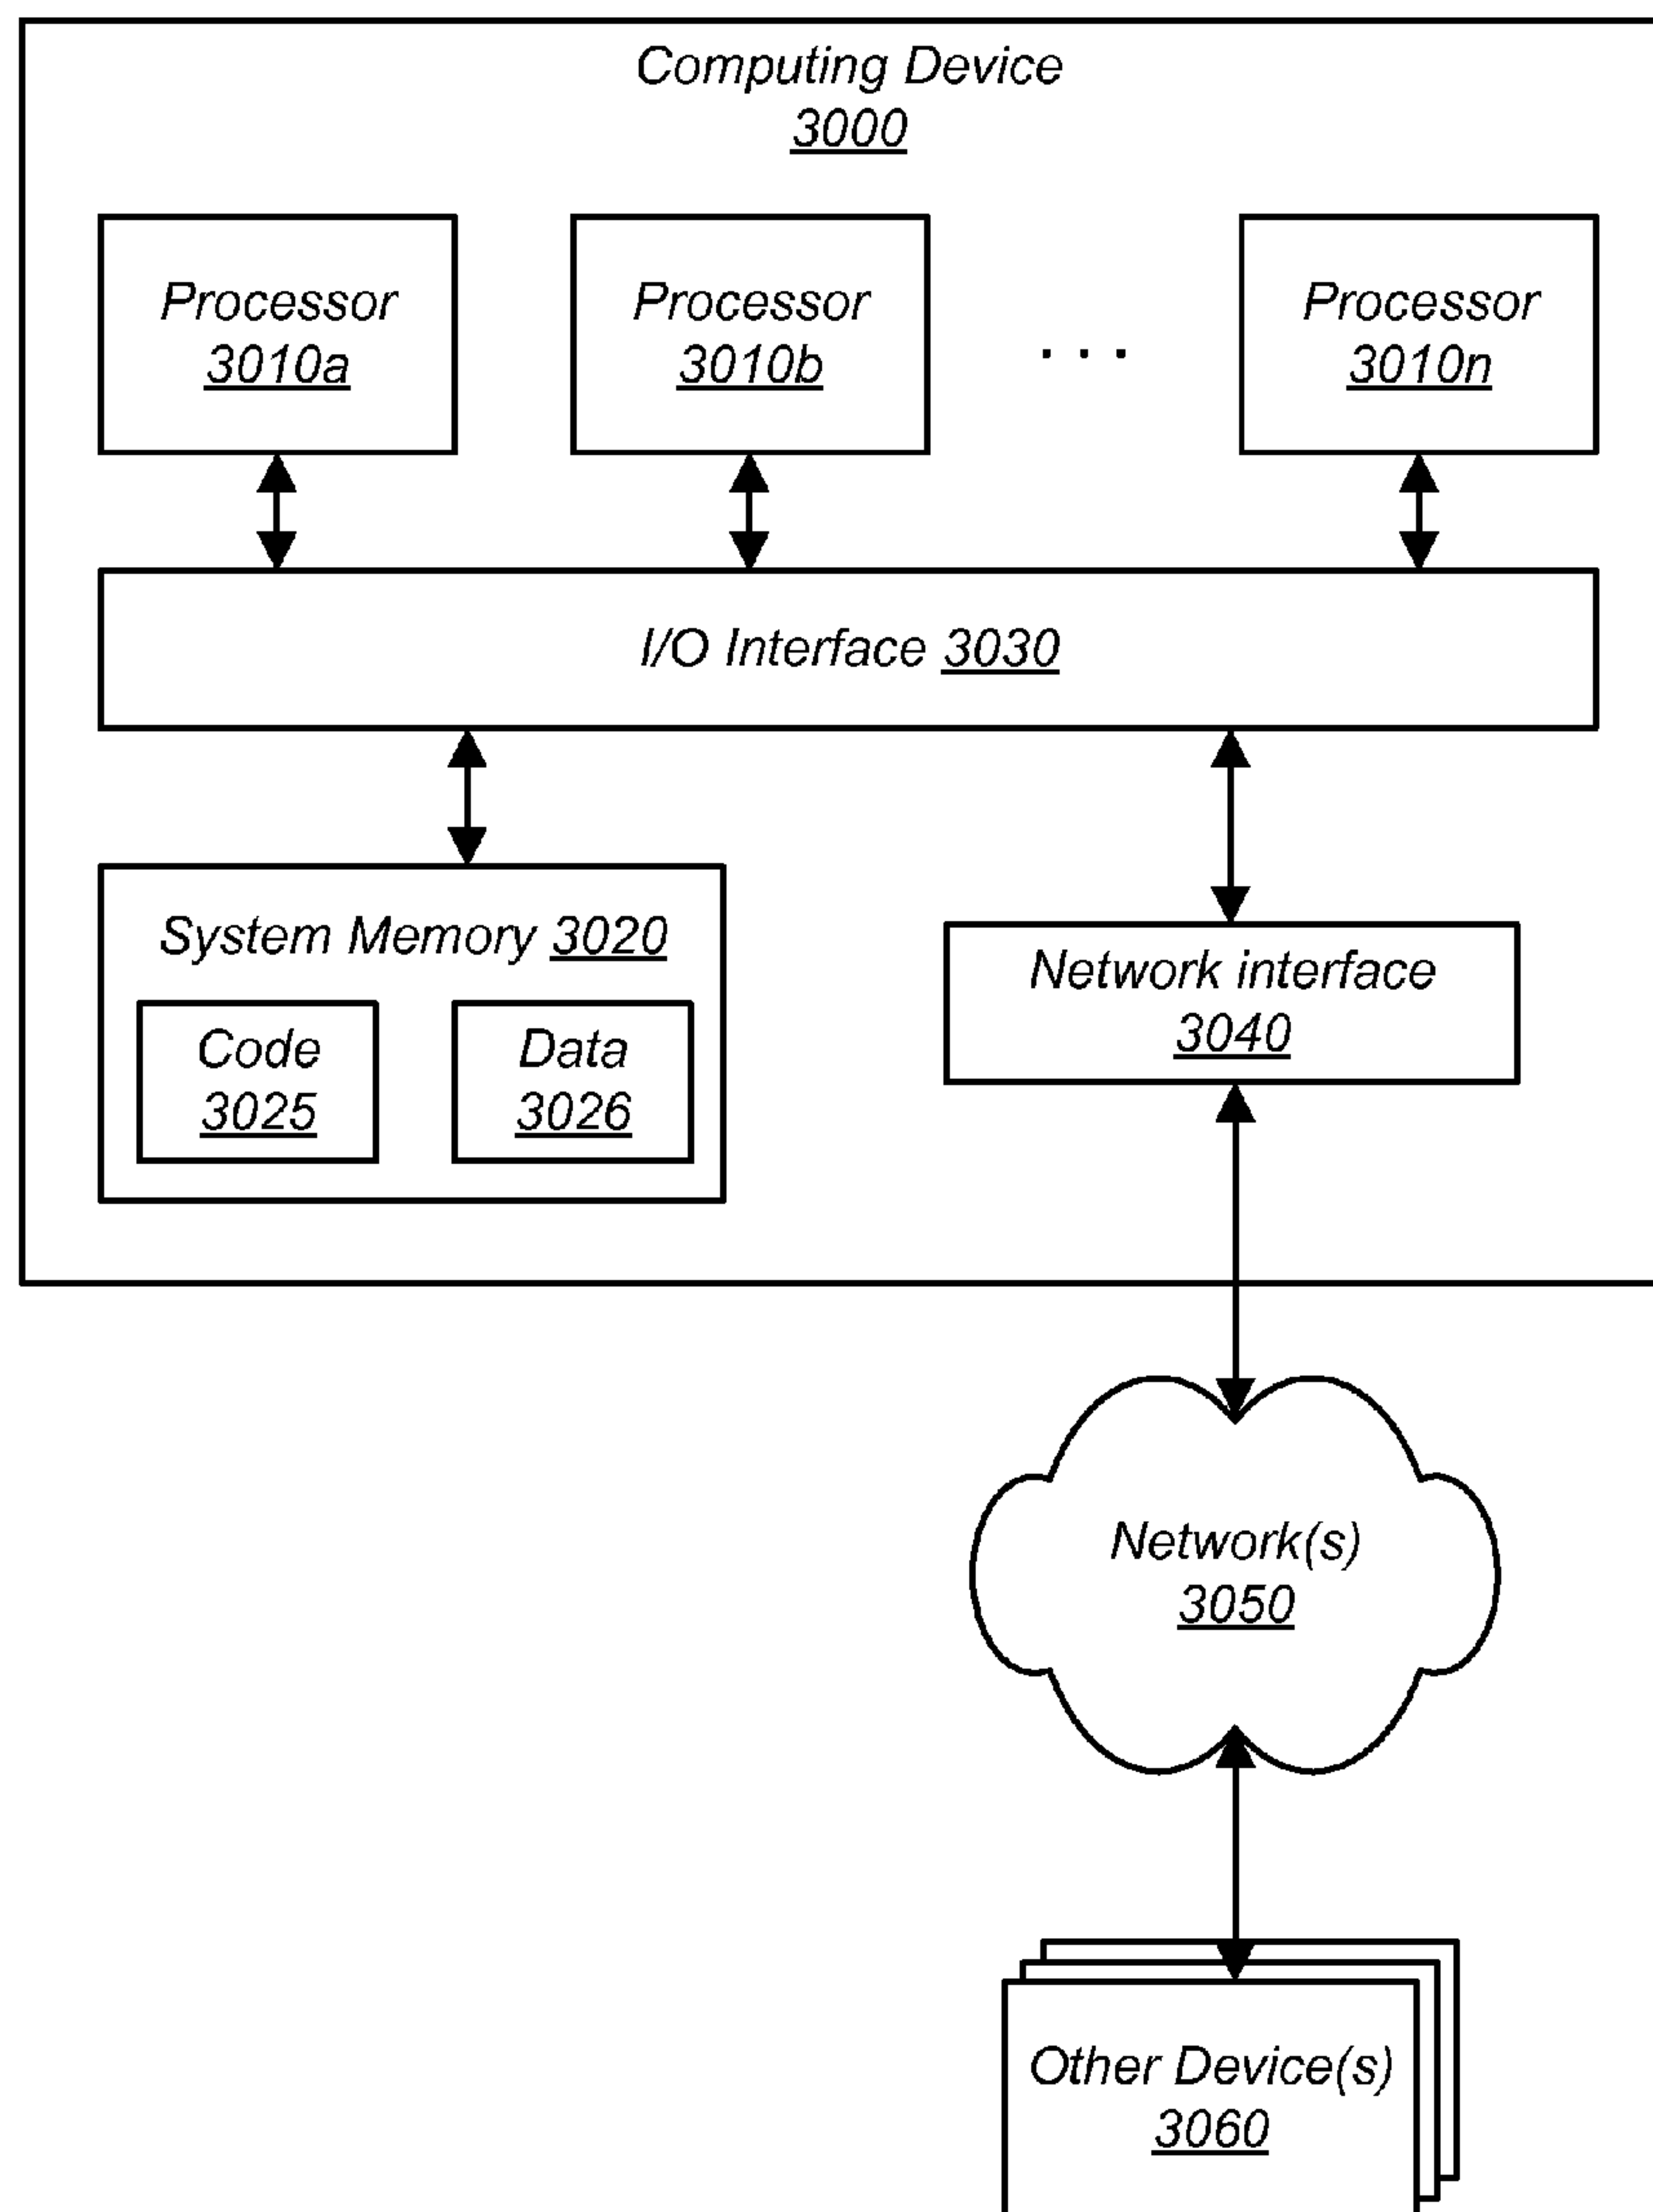 Computing Device
3000
Processor
3010a
Processor
3010b
. . .
Processor
3010n
I/O Interface 3030
System Memory 3020
Code
3025
Data
3026
Network interface
3040
Network(s)
3050
Other Device(s)
3060